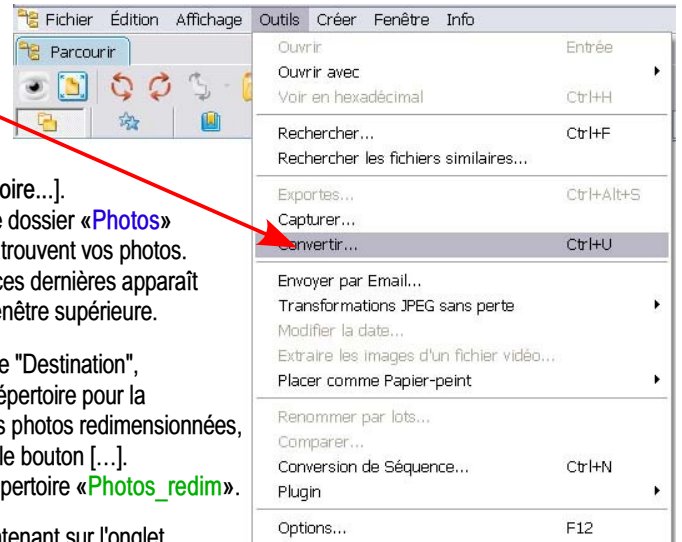 Fichier Édition Affichage Outils Créer Fenêtre Info
Parcourir
Ouvrir Entrée
Ouvrir avec
Voir en hexadécimal Ctrl+H
Rechercher... Ctrl+F
Rechercher les fichiers similaires...
Exportes... Ctrl+Alt+S
Capturer...
Convertir... Ctrl+U
Envoyer par Email...
Transformations JPEG sans perte
Modifier la date...
Extraire les images d'un fichier vidéo...
Placer comme Papier-peint
Renommer par lots...
Comparer...
Conversion de Séquence... Ctrl+N
Plugin
Options... F12
oire...].
e dossier «Photos»
trouvent vos photos.
ces dernières apparaît
enêtre supérieure.
e "Destination",
épertoire pour la
s photos redimensionnées,
le bouton [...].
pertoire «Photos_redim».
tenant sur l'onglet